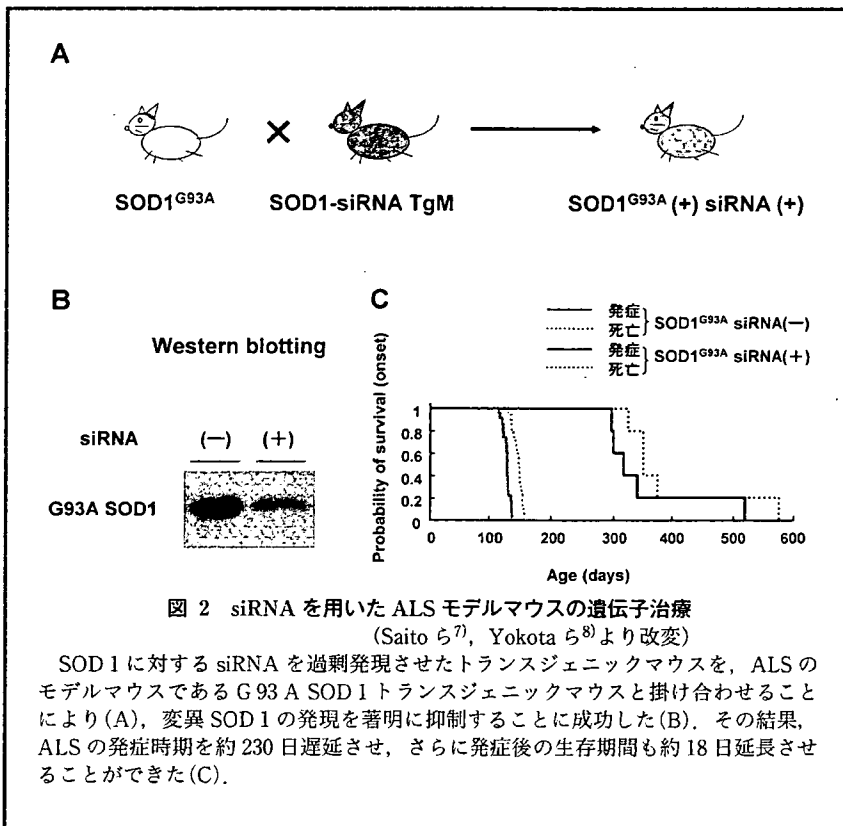 A
SOD1G93A × SOD1-siRNA TgM → SOD1G93A (+) siRNA (+)
B
Western blotting
siRNA (−) (+)
G93A SOD1
C
発症
死亡 } SOD1G93A siRNA(−)
発症
死亡 } SOD1G93A siRNA(+)
Probability of survival (onset)
1
0.8
0.6
0.4
0.2
0
0 100 200 300 400 500 600
Age (days)
図 2 siRNA を用いた ALS モデルマウスの遺伝子治療
(Saito ら7), Yokota ら8)より改変)
SOD 1 に対する siRNA を過剰発現させたトランスジェニックマウスを，ALS の
モデルマウスである G 93 A SOD 1 トランスジェニックマウスと掛け合わせること
により(A)，変異 SOD 1 の発現を著明に抑制することに成功した(B)．その結果，
ALS の発症時期を約 230 日遅延させ，さらに発症後の生存期間も約 18 日延長させ
ることができた(C)．